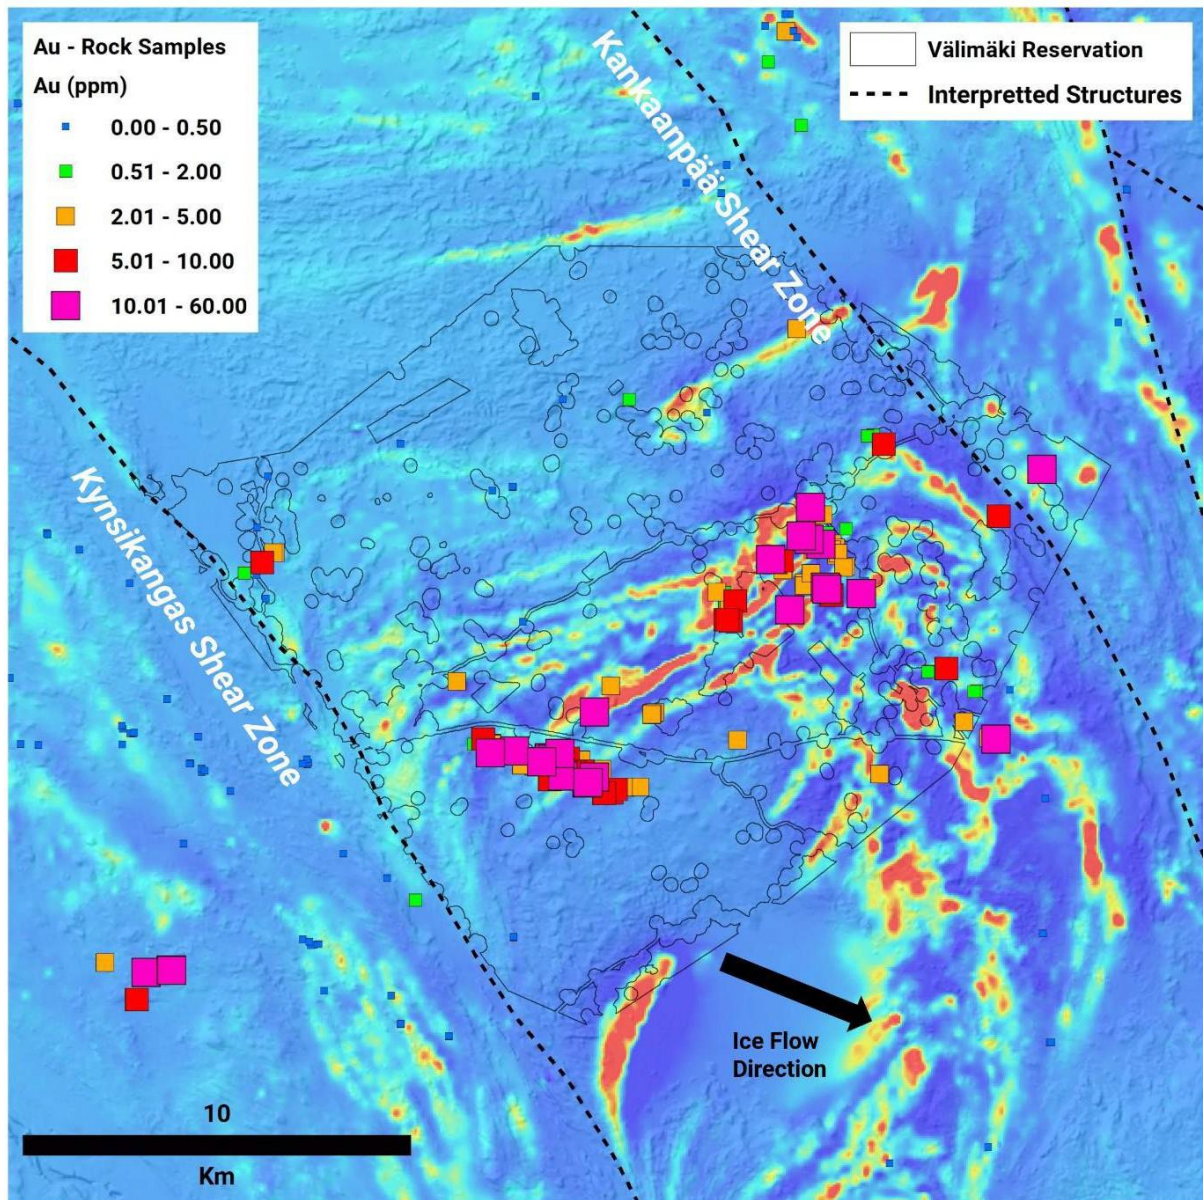 Au - Rock Samples
Au (ppm)
0.00 - 0.50
0.51 - 2.00
2.01 - 5.00
5.01 - 10.00
10.01 - 60.00
Välimäki Reservation
Interpretted Structures
Kankaanpää Shear Zone
Kynsikangas Shear Zone
Ice Flow
Direction
10
Km